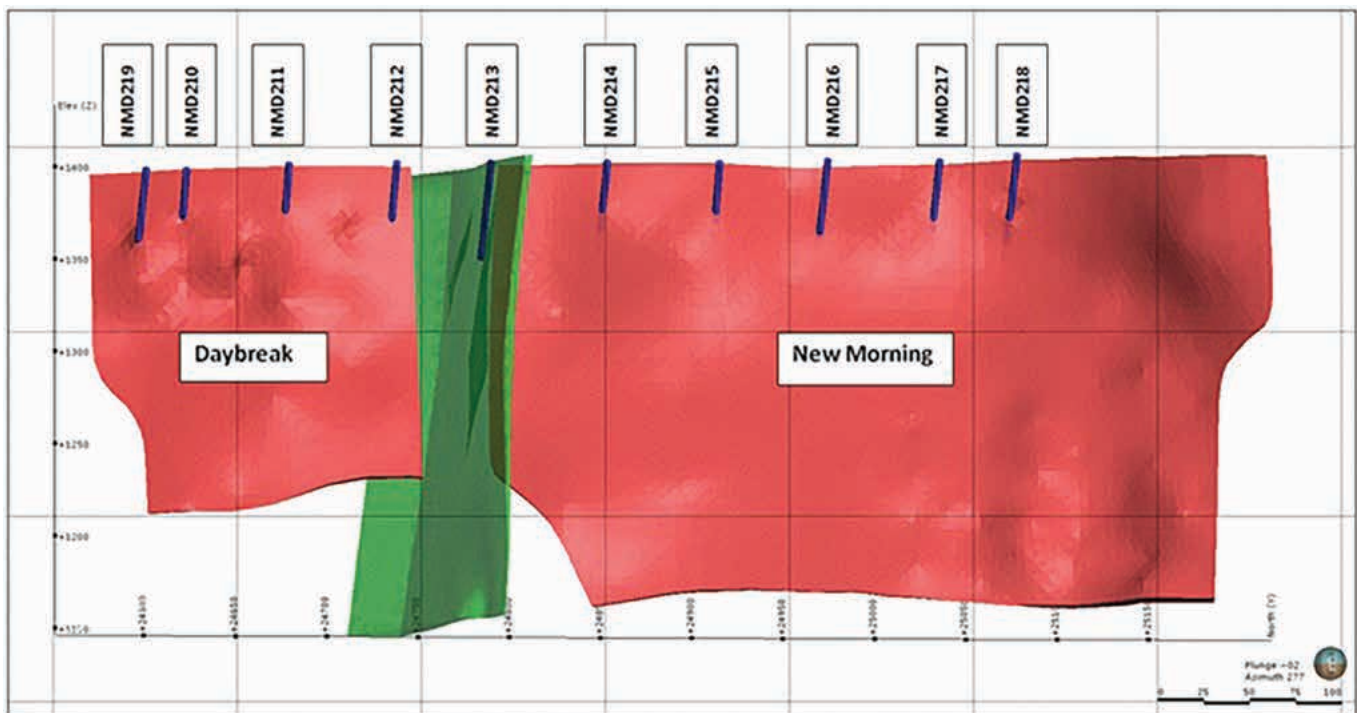 NMD219
NMD210
NMD211
NMD212
NMD213
NMD214
NMD215
NMD216
NMD217
NMD218
Elev (Z)
+1400
+1350
+1300
+1250
+1200
Daybreak
New Morning
+24650
+24700
+24900
+24950
+25000
North (Y)
Plunge -02
Azimuth 277
0 25 50 75 100